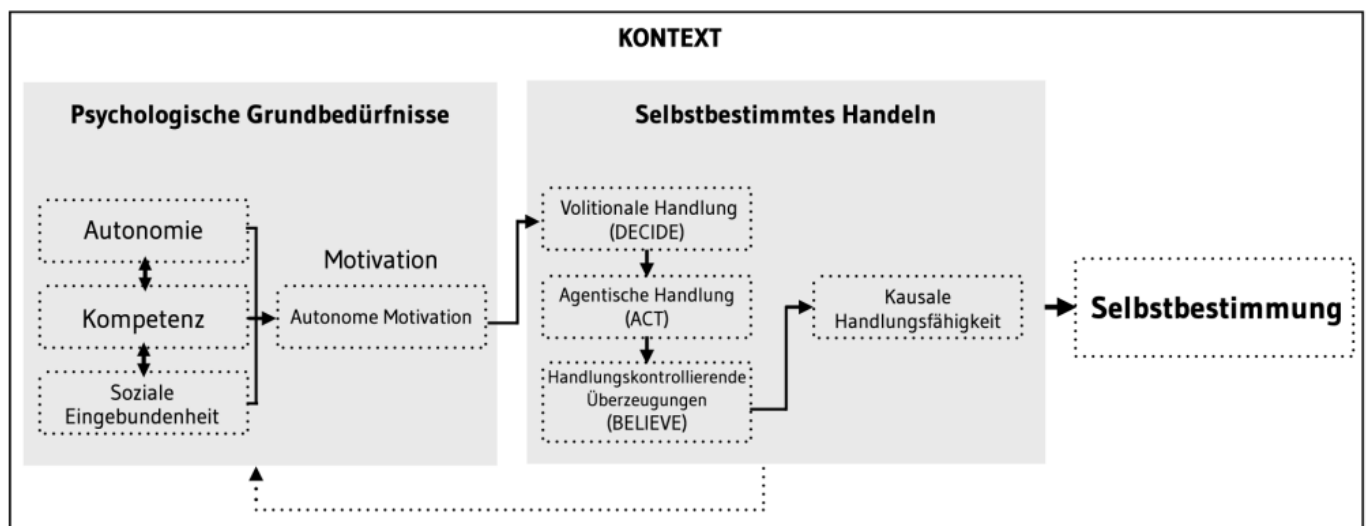 KONTEXT
Psychologische Grundbedürfnisse
Autonomie
Kompetenz
Soziale
Eingebundenheit
Motivation
Autonome Motivation
Selbstbestimmtes Handeln
Volitionale Handlung
(DECIDE)
Agentische Handlung
(ACT)
Handlungskontrollierende
Überzeugungen
(BELIEVE)
Kausale
Handlungsfähigkeit
Selbstbestimmung